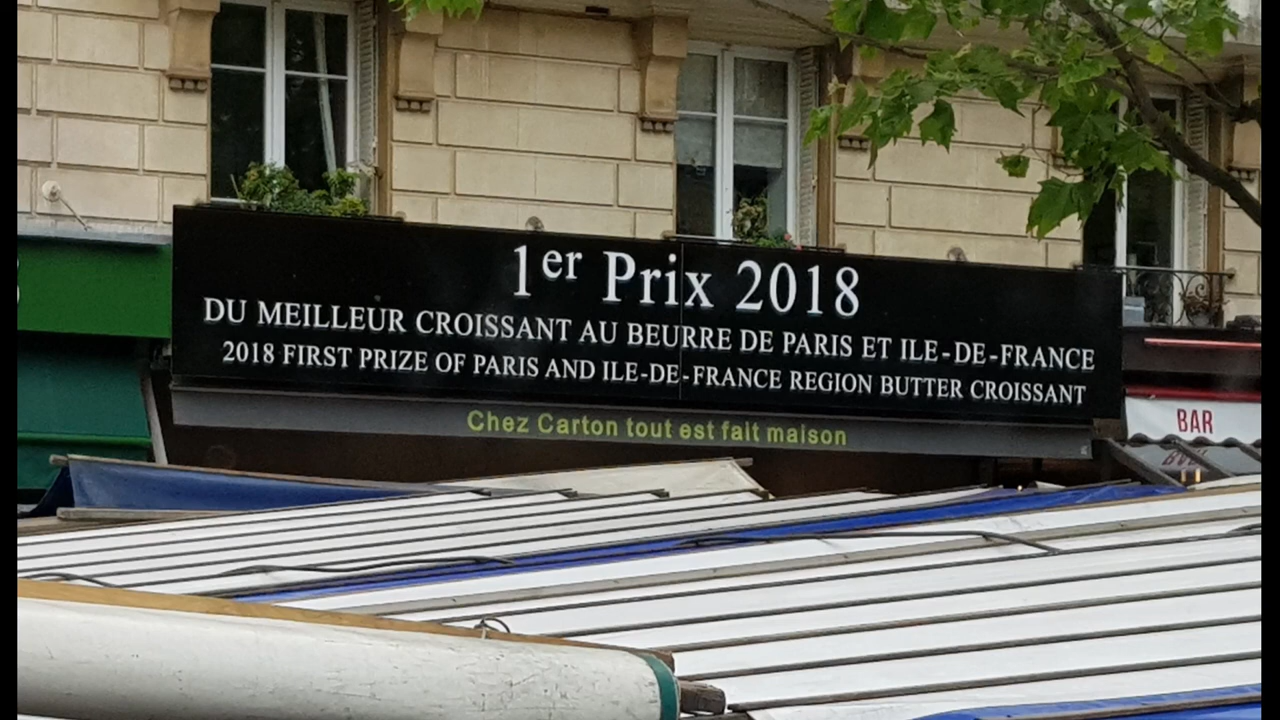 1er Prix 2018
DU MEILLEUR CROISSANT AU BEURRE DE PARIS ET ILE-DE-FRANCE
2018 FIRST PRIZE OF PARIS AND ILE-DE-FRANCE REGION BUTTER CROISSANT
Chez Carton tout est fait maison
BAR